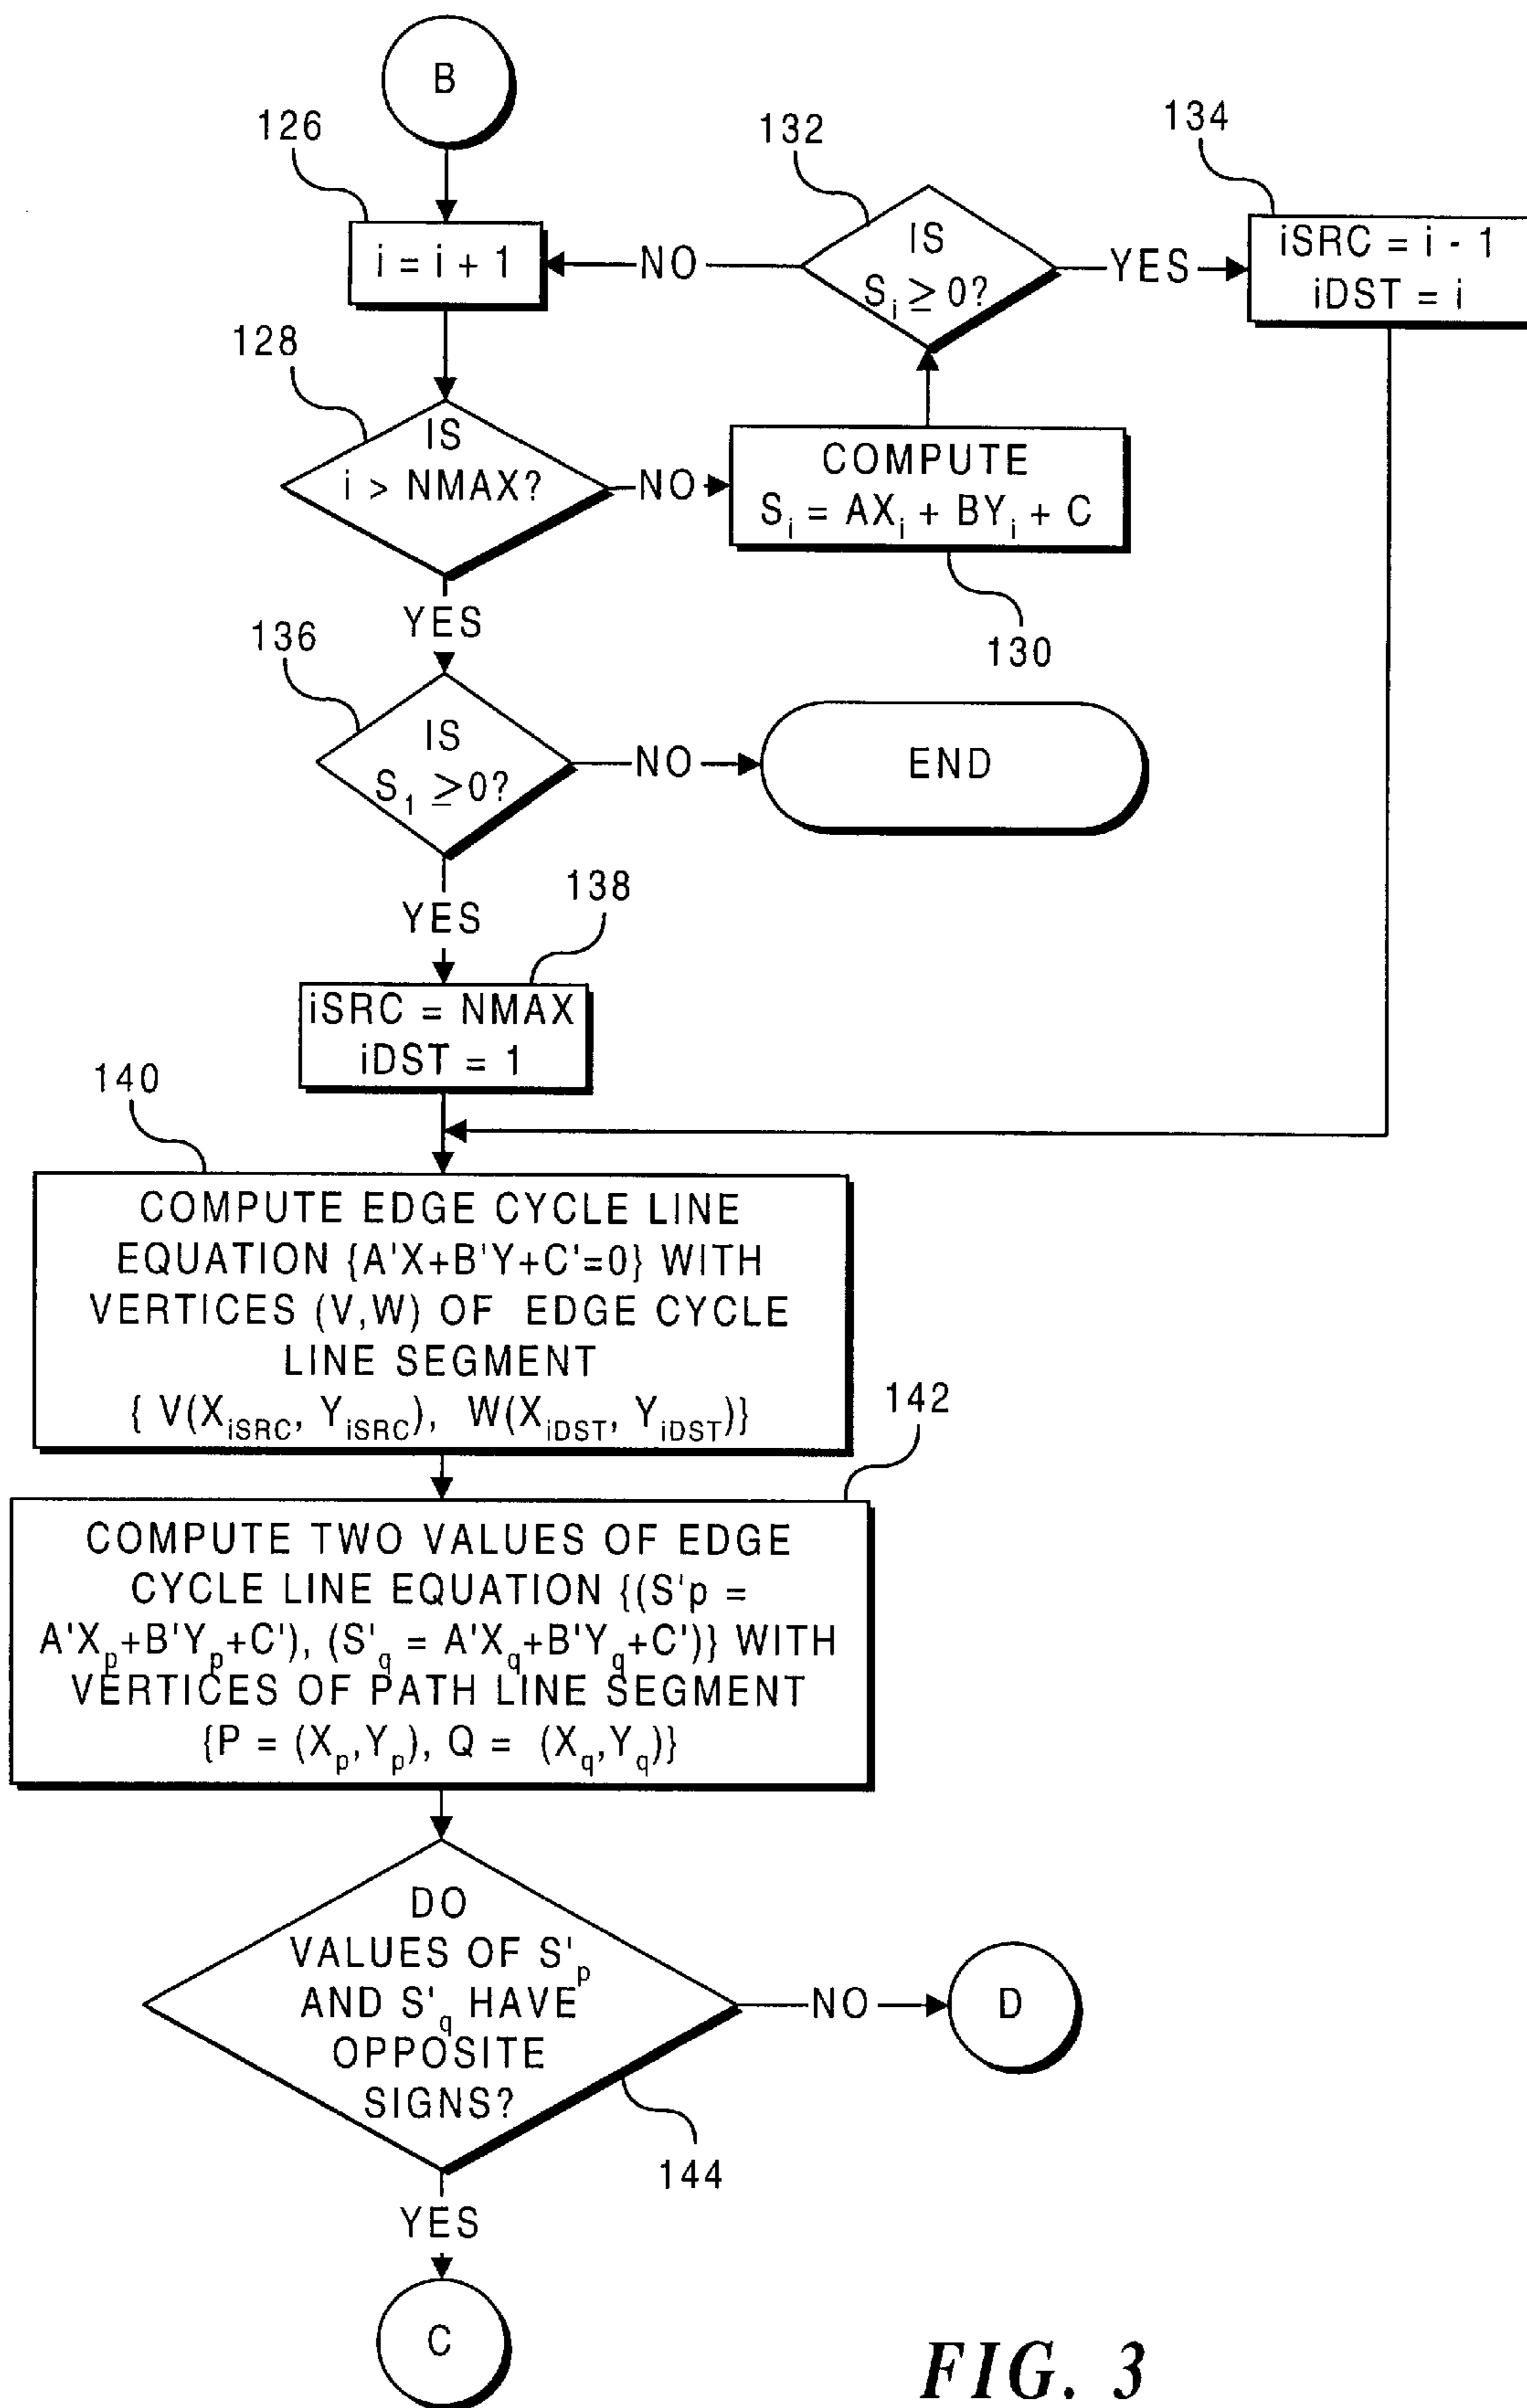 B
126
i = i + 1
NO
132
IS
S_i ≥ 0?
YES
134
iSRC = i - 1
iDST = i
128
IS
i > NMAX?
NO
COMPUTE
S_i = AX_i + BY_i + C
130
YES
136
IS
S_1 ≥ 0?
NO
END
YES
138
iSRC = NMAX
iDST = 1
140
COMPUTE EDGE CYCLE LINE
EQUATION {A'X+B'Y+C'=0} WITH
VERTICES (V,W) OF EDGE CYCLE
LINE SEGMENT
{ V(X_iSRC, Y_iSRC), W(X_iDST, Y_iDST)}
142
COMPUTE TWO VALUES OF EDGE
CYCLE LINE EQUATION {(S'p =
A'X_p+B'Y_p+C'), (S'_q = A'X_q+B'Y_q+C')} WITH
VERTICES OF PATH LINE SEGMENT
{P = (X_p,Y_p), Q = (X_q,Y_q)}
DO
VALUES OF S'_p
AND S'_q HAVE
OPPOSITE
SIGNS?
NO
D
144
YES
C
FIG. 3